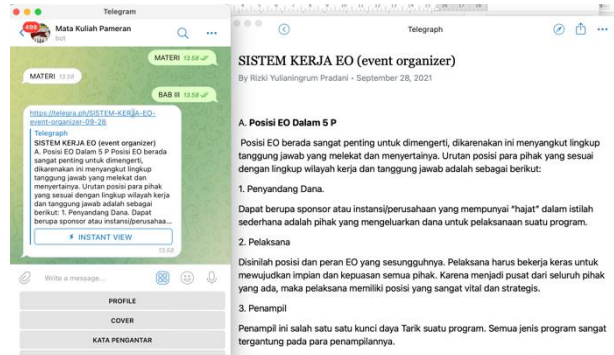 Telegram
498
Mata Kuliah Pameran
bot
MATERI 13.58
MATERI 13.58
BAB III 13.58
https://telegra.ph/SISTEM-KERJA-EO-
event-organizer-09-28
Telegraph
SISTEM KERJA EO (event organizer)
A. Posisi EO Dalam 5 P Posisi EO berada
sangat penting untuk dimengerti,
dikarenakan ini menyangkut lingkup
tanggung jawab yang melekat dan
menyertainya. Urutan posisi para pihak
yang sesuai dengan lingkup wilayah kerja
dan tanggung jawab adalah sebagai
berikut: 1. Penyandang Dana. Dapat
berupa sponsor atau instansi/perusahaa...
INSTANT VIEW
13.58
Write a message...
PROFILE
COVER
KATA PENGANTAR
Telegraph
SISTEM KERJA EO (event organizer)
By Rizki Yulianingrum Pradani • September 28, 2021
A. Posisi EO Dalam 5 P
Posisi EO berada sangat penting untuk dimengerti, dikarenakan ini menyangkut lingkup
tanggung jawab yang melekat dan menyertainya. Urutan posisi para pihak yang sesuai
dengan lingkup wilayah kerja dan tanggung jawab adalah sebagai berikut:
1. Penyandang Dana.
Dapat berupa sponsor atau instansi/perusahaan yang mempunyai "hajat" dalam istilah
sederhana adalah pihak yang mengeluarkan dana untuk pelaksanaan suatu program.
2. Pelaksana
Disinilah posisi dan peran EO yang sesungguhnya. Pelaksana harus bekerja keras untuk
mewujudkan impian dan kepuasan semua pihak. Karena menjadi pusat dari seluruh pihak
yang ada, maka pelaksana memiliki posisi yang sangat vital dan strategis.
3. Penampil
Penampil ini salah satu satu kunci daya Tarik suatu program. Semua jenis program sangat
tergantung pada para penampilannya.